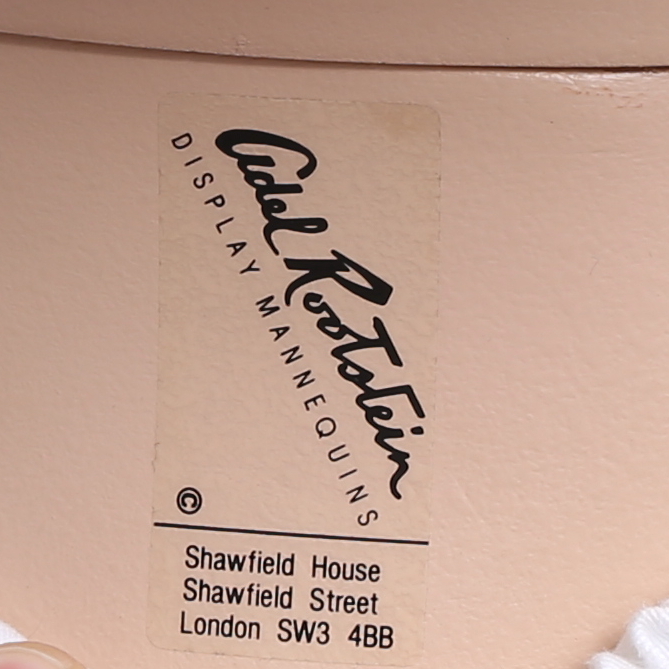 Adel Rootstein
DISPLAY MANNEQUINS
©
Shawfield House
Shawfield Street
London SW3 4BB